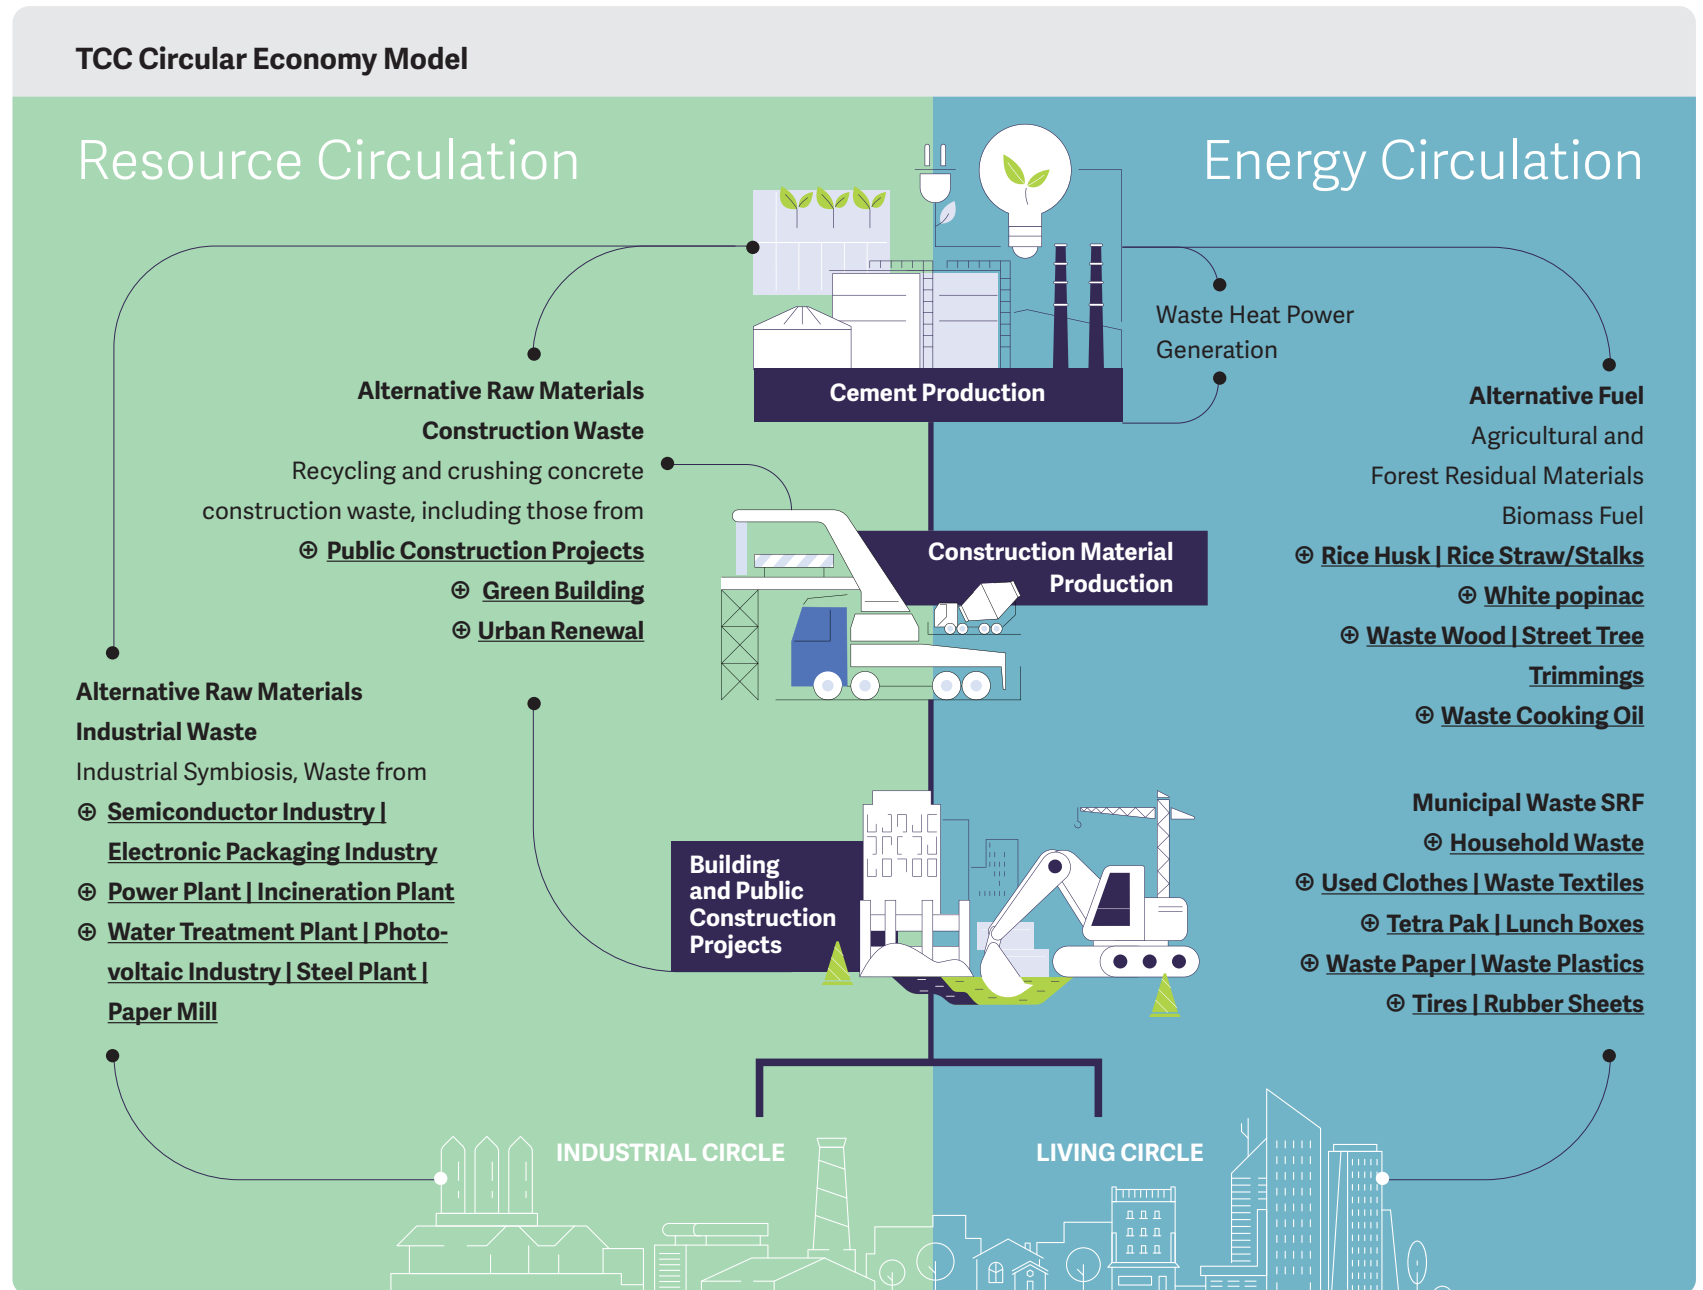 TCC Circular Economy Model
Resource Circulation
Energy Circulation
Waste Heat Power
Generation
Cement Production
Alternative Raw Materials
Construction Waste
Recycling and crushing concrete
construction waste, including those from
⊕ Public Construction Projects
⊕ Green Building
⊕ Urban Renewal
Construction Material
Production
Alternative Fuel
Agricultural and
Forest Residual Materials
Biomass Fuel
⊕ Rice Husk | Rice Straw/Stalks
⊕ White popinac
⊕ Waste Wood | Street Tree
Trimmings
⊕ Waste Cooking Oil
Alternative Raw Materials
Industrial Waste
Industrial Symbiosis, Waste from
⊕ Semiconductor Industry |
Electronic Packaging Industry
⊕ Power Plant | Incineration Plant
⊕ Water Treatment Plant | Photo-
voltaic Industry | Steel Plant |
Paper Mill
Building
and Public
Construction
Projects
Municipal Waste SRF
⊕ Household Waste
⊕ Used Clothes | Waste Textiles
⊕ Tetra Pak | Lunch Boxes
⊕ Waste Paper | Waste Plastics
⊕ Tires | Rubber Sheets
INDUSTRIAL CIRCLE
LIVING CIRCLE